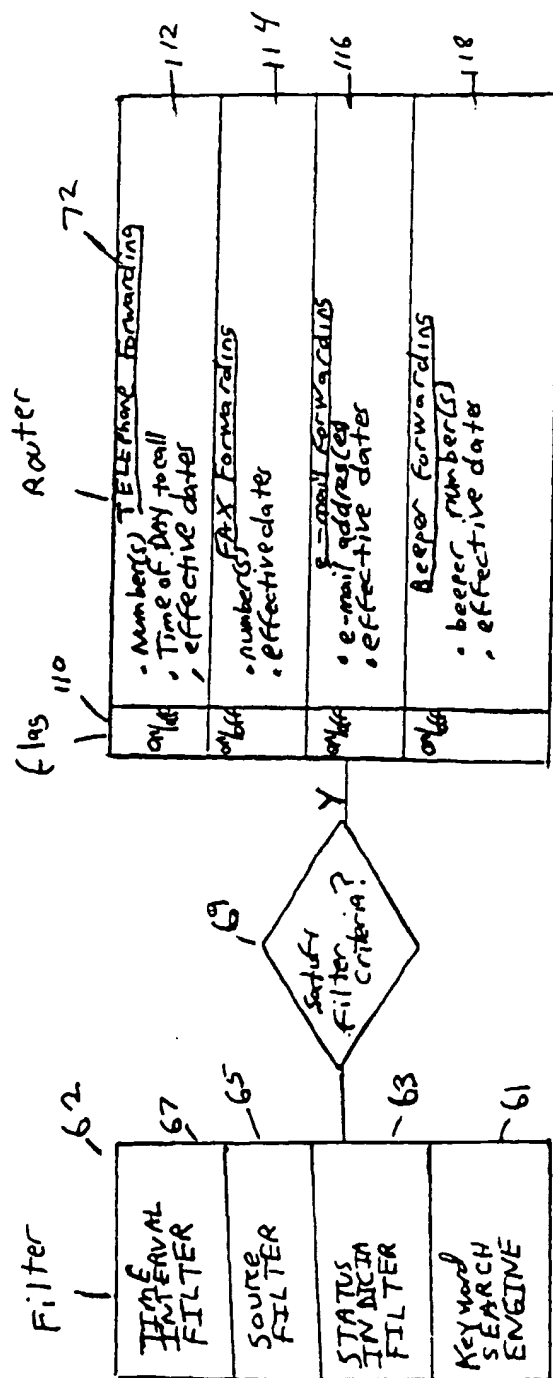 Filter
62
TIME
INTERVAL
FILTER
67
Source
FILTER
65
STATUS
INDICIA
FILTER
63
Keyword
SEARCH
ENGINE
61
69
Satisfy
Filter
criteria?
Y
flag
110
Router
72
on/off
TELEPhone Forwarding
• Number(s)
• Time of DAY to call
• effective dates
112
on/off
FAX Forwarding
• number(s)
• effective dates
114
on/off
e-mail Forwarding
• e-mail address(es)
• effective dates
116
on/off
Beeper Forwarding
• beeper number(s)
• effective dates
118